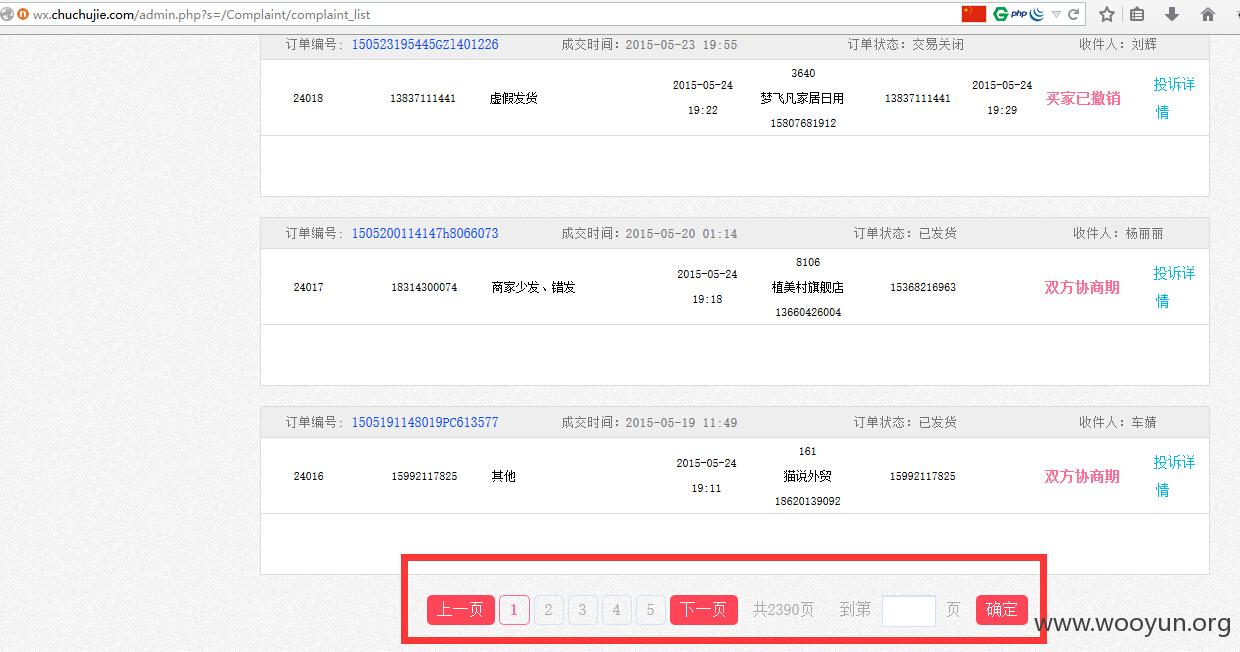 wx.chuchujie.com/admin.php?s=/Complaint/complaint_list
php
订单编号: 150523195445GZl401226 成交时间：2015-05-23 19:55 订单状态：交易关闭 收件人：刘辉
24018 13837111441 虚假发货 2015-05-24 19:22 3640 梦飞凡家居日用 15807681912 13837111441 2015-05-24 19:29 买家已撤销 投诉详情
订单编号: 1505200114147h8066073 成交时间：2015-05-20 01:14 订单状态：已发货 收件人：杨丽丽
24017 18314300074 商家少发、错发 2015-05-24 19:18 8106 植美村旗舰店 13660426004 15368216963 双方协商期 投诉详情
订单编号: 1505191148019PC613577 成交时间：2015-05-19 11:49 订单状态：已发货 收件人：车婧
24016 15992117825 其他 2015-05-24 19:11 161 猫说外贸 18620139092 15992117825 双方协商期 投诉详情
上一页 1 2 3 4 5 下一页 共2390页 到第 页 确定
www.wooyun.org